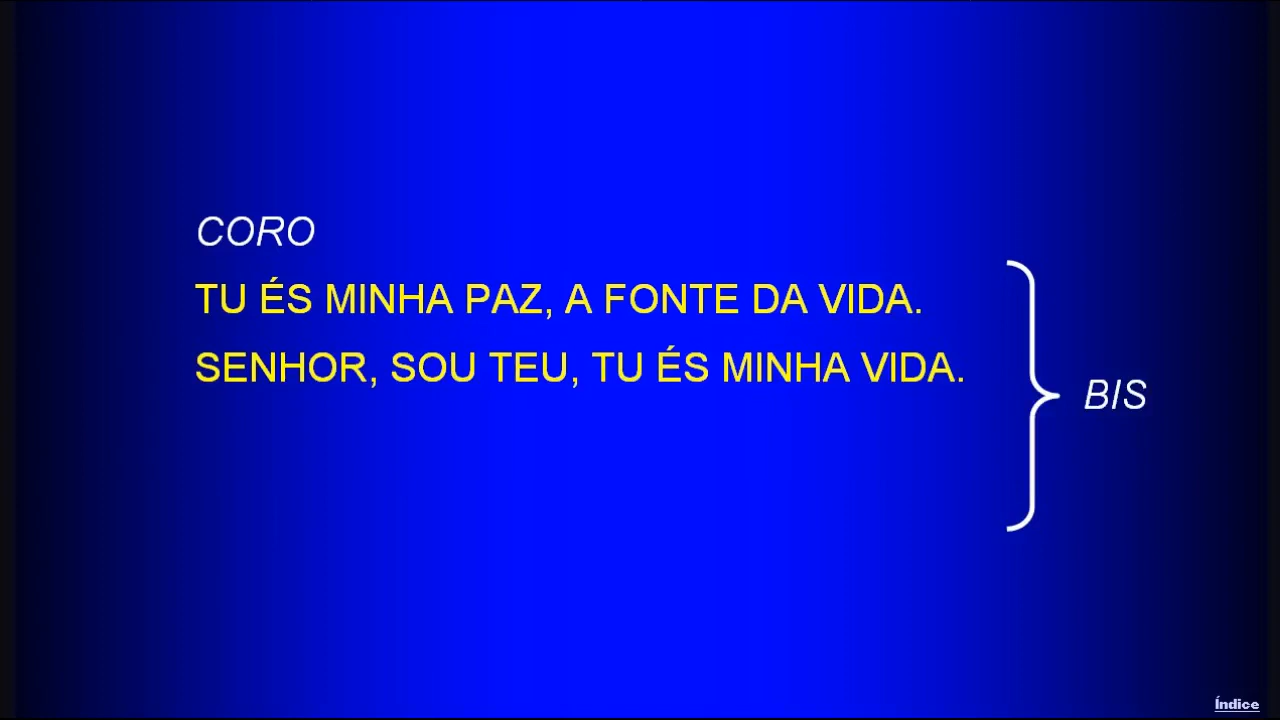 CORO
TU ÉS MINHA PAZ, A FONTE DA VIDA.
SENHOR, SOU TEU, TU ÉS MINHA VIDA.
BIS
Índice